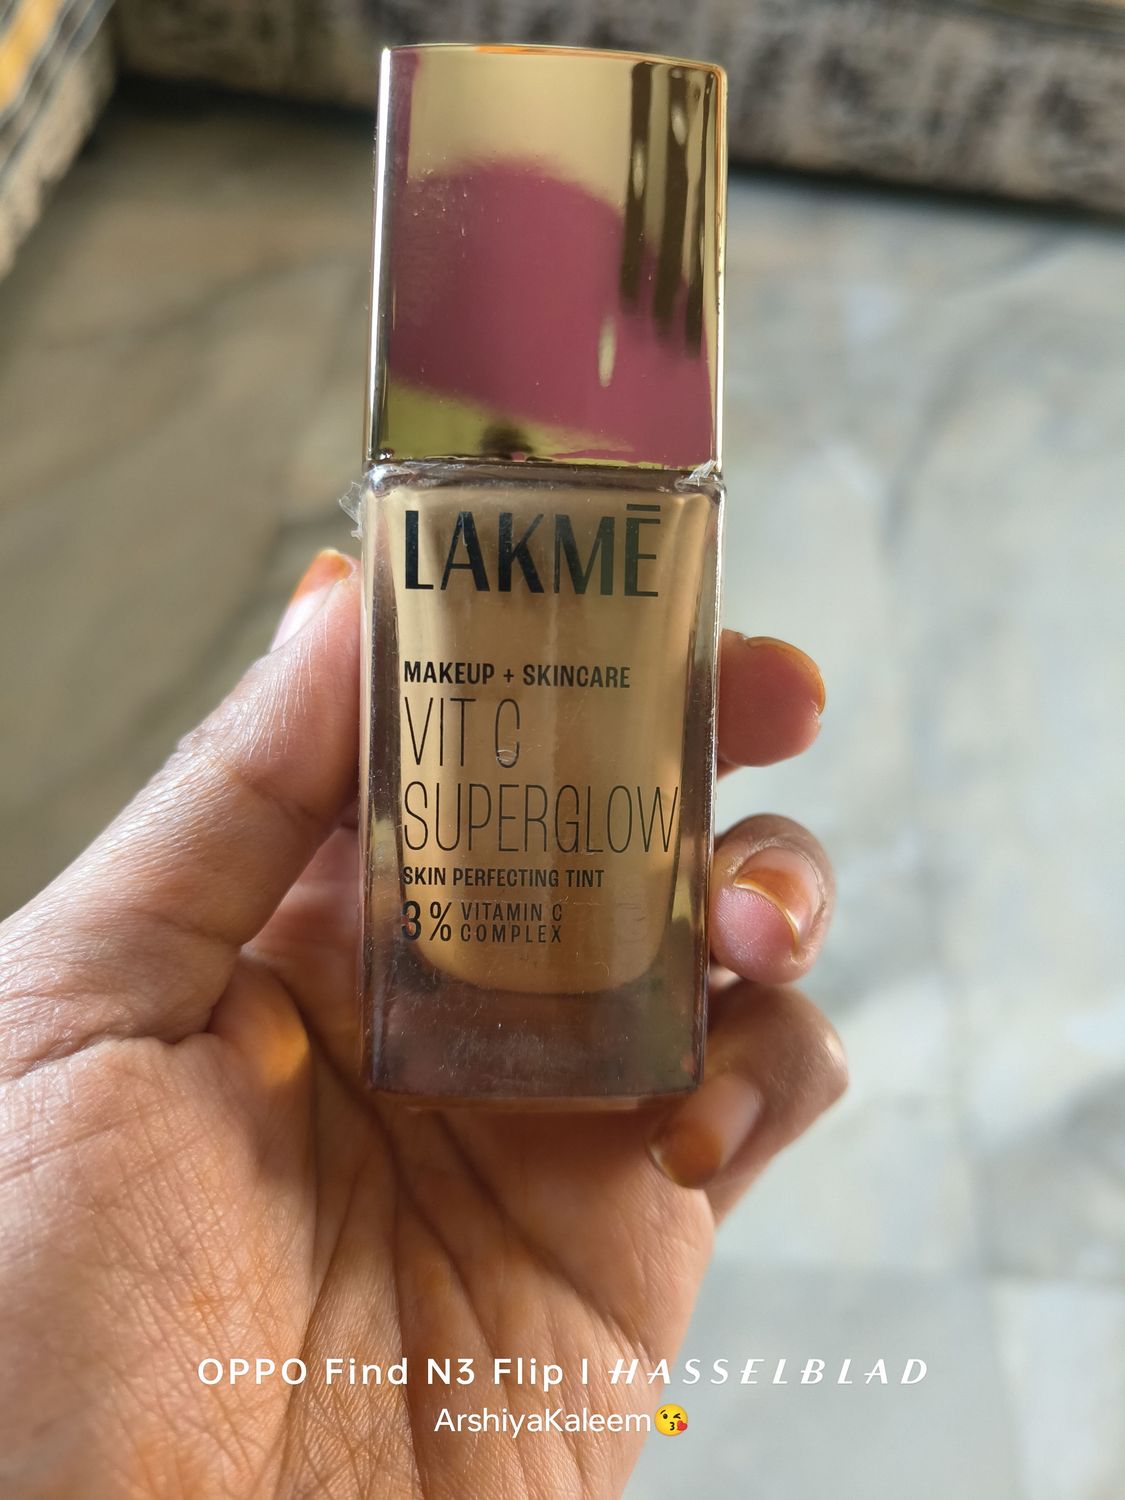 LAKMĒ
MAKEUP + SKINCARE
VIT C
SUPERGLOW
SKIN PERFECTING TINT
3% VITAMIN C
COMPLEX
OPPO Find N3 Flip | HASSELBLAD
ArshiyaKaleem😘